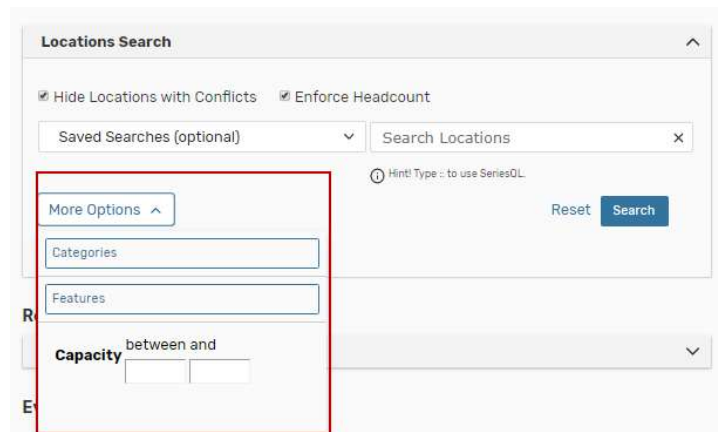 Locations Search
Hide Locations with Conflicts Enforce Headcount
Saved Searches (optional) Search Locations
Hint! Type :: to use SeriesQL.
More Options Reset Search
Categories
Features
between and
Capacity